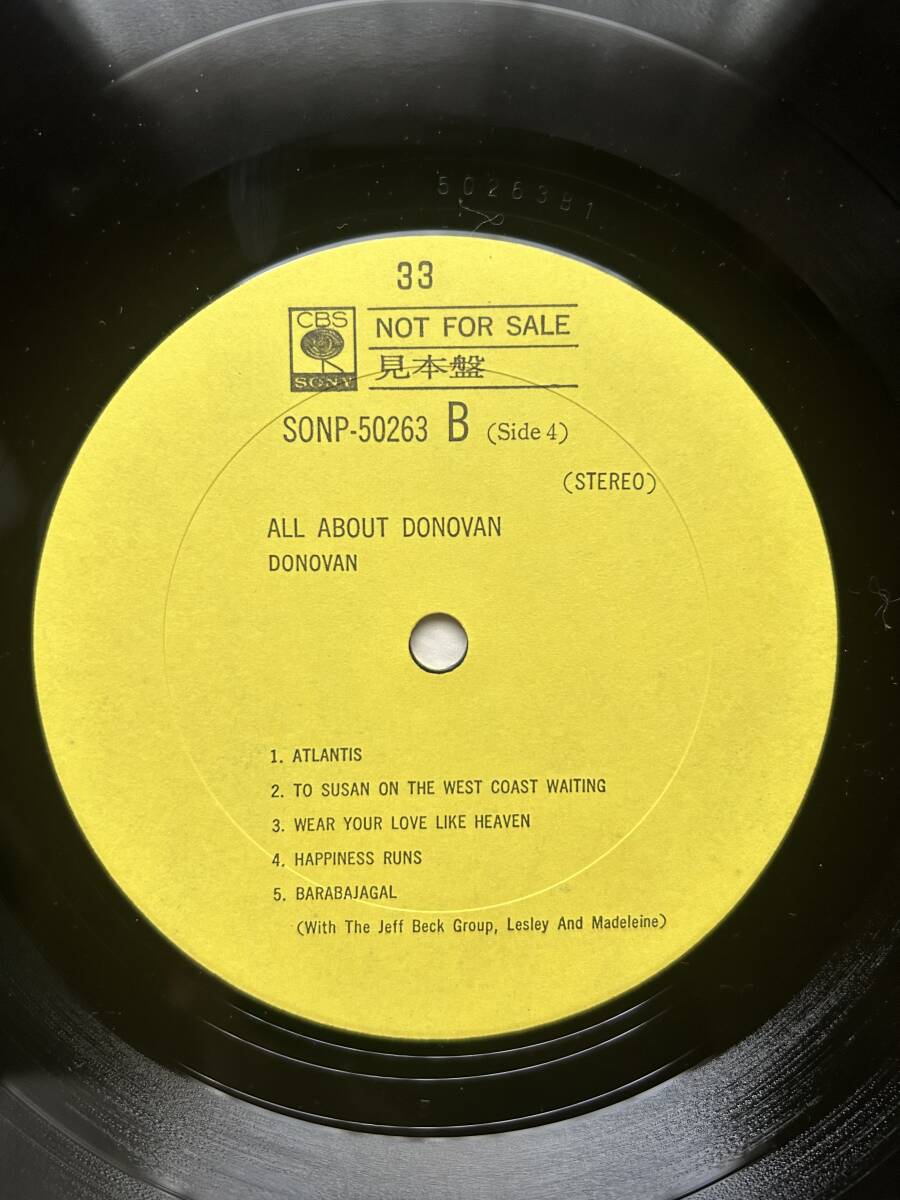 50263B1
33
CBS
SONY
NOT FOR SALE
見本盤
SONP-50263 B (Side 4)
(STEREO)
ALL ABOUT DONOVAN
DONOVAN
1. ATLANTIS
2. TO SUSAN ON THE WEST COAST WAITING
3. WEAR YOUR LOVE LIKE HEAVEN
4. HAPPINESS RUNS
5. BARABAJAGAL
(With The Jeff Beck Group, Lesley And Madeleine)